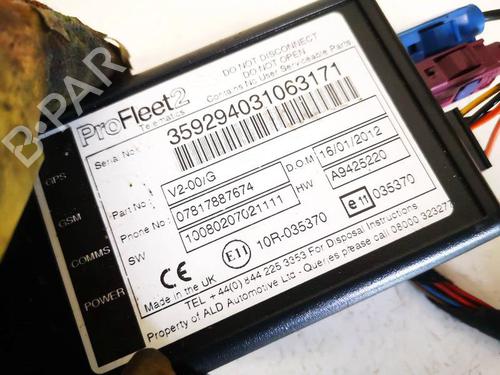 DO NOT DISCONNECT
DO NOT OPEN
Contains No User Serviceable Parts
ProFleet2
Telematics
Serial No.
359294031063171
Part No:
V2-00/G
D.O.M
16/01/2012
Phone No:
07817887674
HW
A9425220
SW
10080207021111
CE
E11
10R-035370
e11
035370
Made in the UK
TEL +44(0) 844 225 3353 For Disposal Instructions
Property of ALD Automotive Ltd - Queries please call 08000 323277
GPS
GSM
COMMS
POWER
B-PARTS